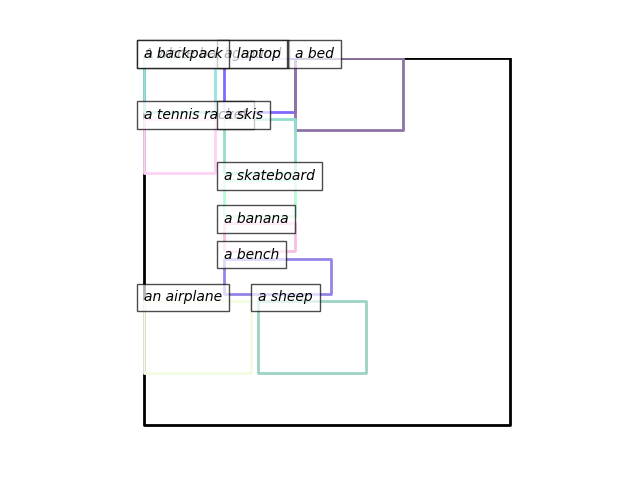 a backpack
laptop
a bed
a tennis racket
a skis
a skateboard
a banana
a bench
an airplane
a sheep